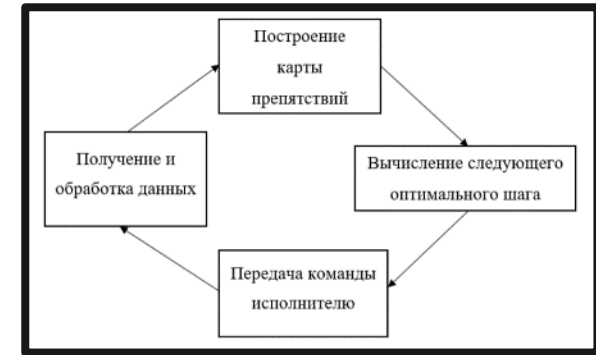 Построение
карты
препятствий
Получение и
обработка данных
Вычисление следующего
оптимального шага
Передача команды
исполнителю